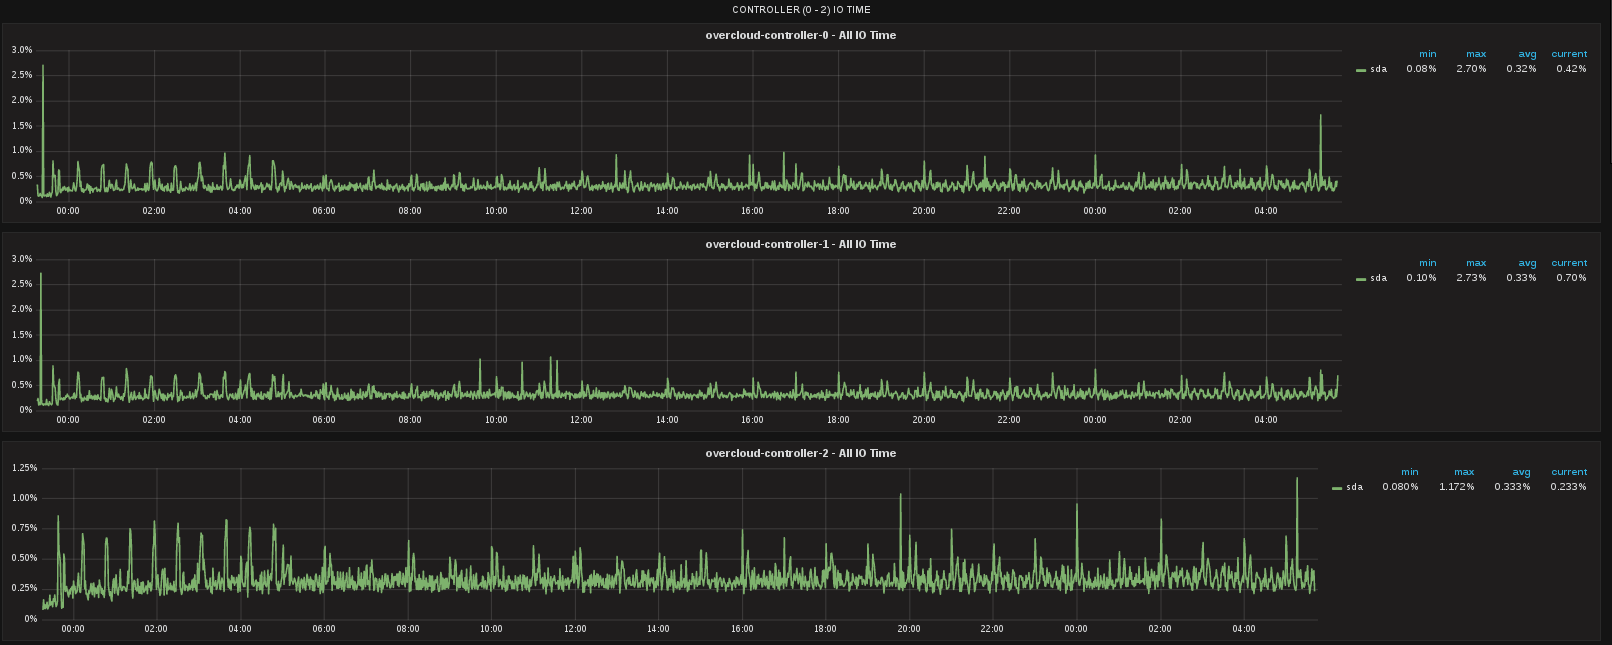 CONTROLLER (0 - 2) IO TIME
overcloud-controller-0 - All IO Time
3.0%
2.5%
2.0%
1.5%
1.0%
0.5%
0%
00:00 02:00 04:00 06:00 08:00 10:00 12:00 14:00 16:00 18:00 20:00 22:00 00:00 02:00 04:00
min max avg current
sda 0.08% 2.70% 0.32% 0.42%
overcloud-controller-1 - All IO Time
3.0%
2.5%
2.0%
1.5%
1.0%
0.5%
0%
00:00 02:00 04:00 06:00 08:00 10:00 12:00 14:00 16:00 18:00 20:00 22:00 00:00 02:00 04:00
min max avg current
sda 0.10% 2.73% 0.33% 0.70%
overcloud-controller-2 - All IO Time
1.25%
1.00%
0.75%
0.50%
0.25%
0%
00:00 02:00 04:00 06:00 08:00 10:00 12:00 14:00 16:00 18:00 20:00 22:00 00:00 02:00 04:00
min max avg current
sda 0.080% 1.172% 0.333% 0.233%